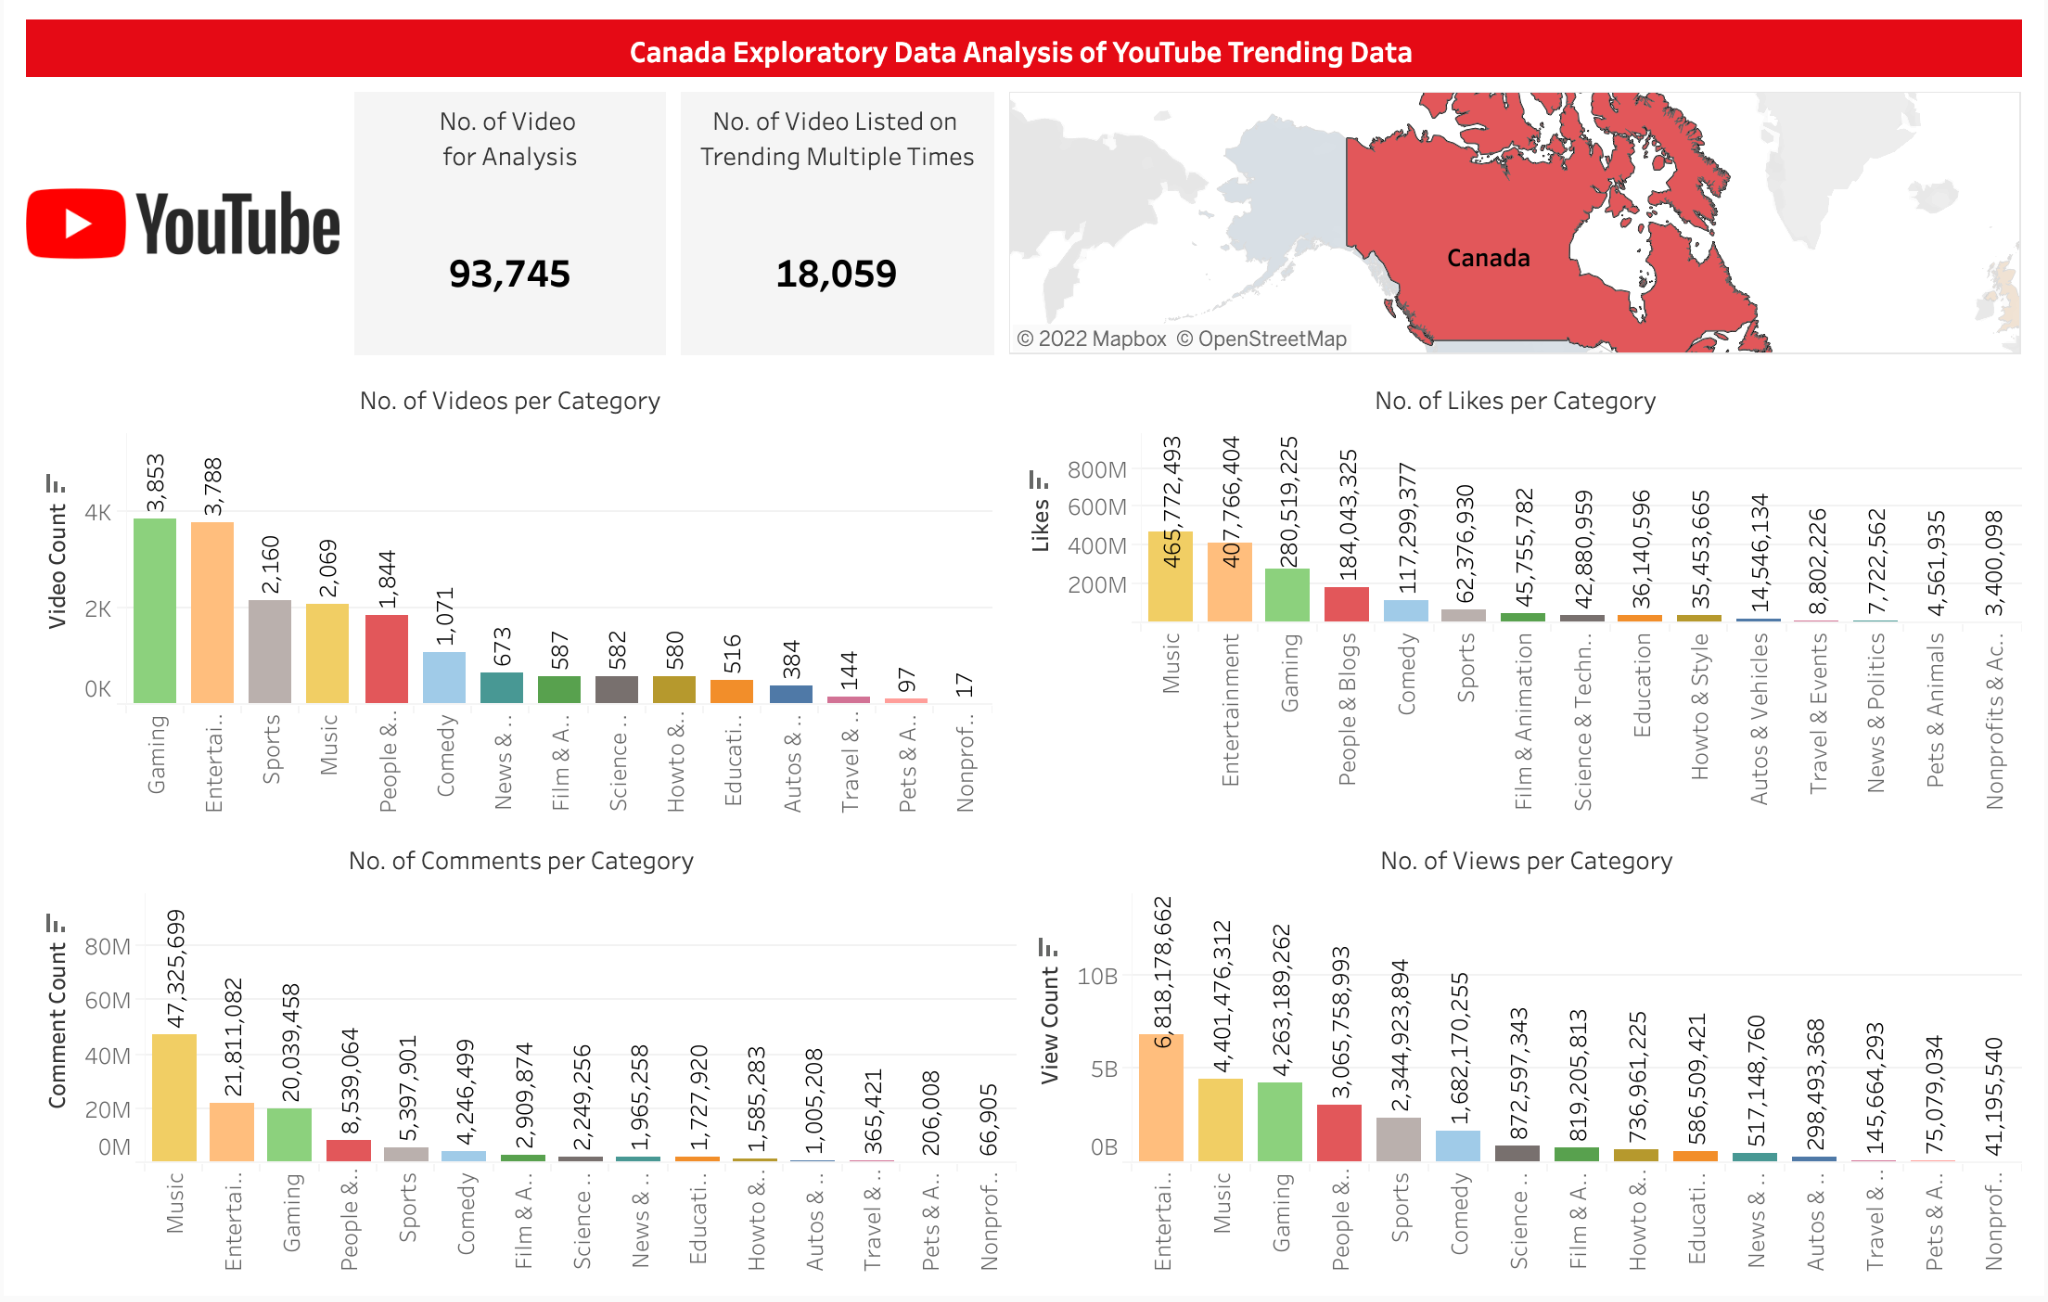 Canada Exploratory Data Analysis of YouTube Trending Data
YouTube
No. of Video
for Analysis
93,745
No. of Video Listed on
Trending Multiple Times
18,059
Canada
© 2022 Mapbox © OpenStreetMap
No. of Videos per Category
Video Count
4K
2K
0K
3,853
3,788
2,160
2,069
1,844
1,071
673
587
582
580
516
384
144
97
17
Gaming
Entertai..
Sports
Music
People &..
Comedy
News & ..
Film & A..
Science ..
Howto &..
Educati..
Autos & ..
Travel & ..
Pets & A..
Nonprof..
No. of Likes per Category
Likes
800M
600M
400M
200M
465,772,493
407,766,404
280,519,225
184,043,325
117,299,377
62,376,930
45,755,782
42,880,959
36,140,596
35,453,665
14,546,134
8,802,226
7,722,562
4,561,935
3,400,098
Music
Entertainment
Gaming
People & Blogs
Comedy
Sports
Film & Animation
Science & Techn..
Education
Howto & Style
Autos & Vehicles
Travel & Events
News & Politics
Pets & Animals
Nonprofits & Ac..
No. of Comments per Category
Comment Count
80M
60M
40M
20M
0M
47,325,699
21,811,082
20,039,458
8,539,064
5,397,901
4,246,499
2,909,874
2,249,256
1,965,258
1,727,920
1,585,283
1,005,208
365,421
206,008
66,905
Music
Entertai..
Gaming
People &..
Sports
Comedy
Film & A..
Science ..
News & ..
Educati..
Howto &..
Autos & ..
Travel & ..
Pets & A..
Nonprof..
No. of Views per Category
View Count
10B
5B
0B
6,818,178,662
4,401,476,312
4,263,189,262
3,065,758,993
2,344,923,894
1,682,170,255
872,597,343
819,205,813
736,961,225
586,509,421
517,148,760
298,493,368
145,664,293
75,079,034
41,195,540
Entertai..
Music
Gaming
People &..
Sports
Comedy
Science ..
Film & A..
Howto &..
Educati..
News & ..
Autos & ..
Travel & ..
Pets & A..
Nonprof..